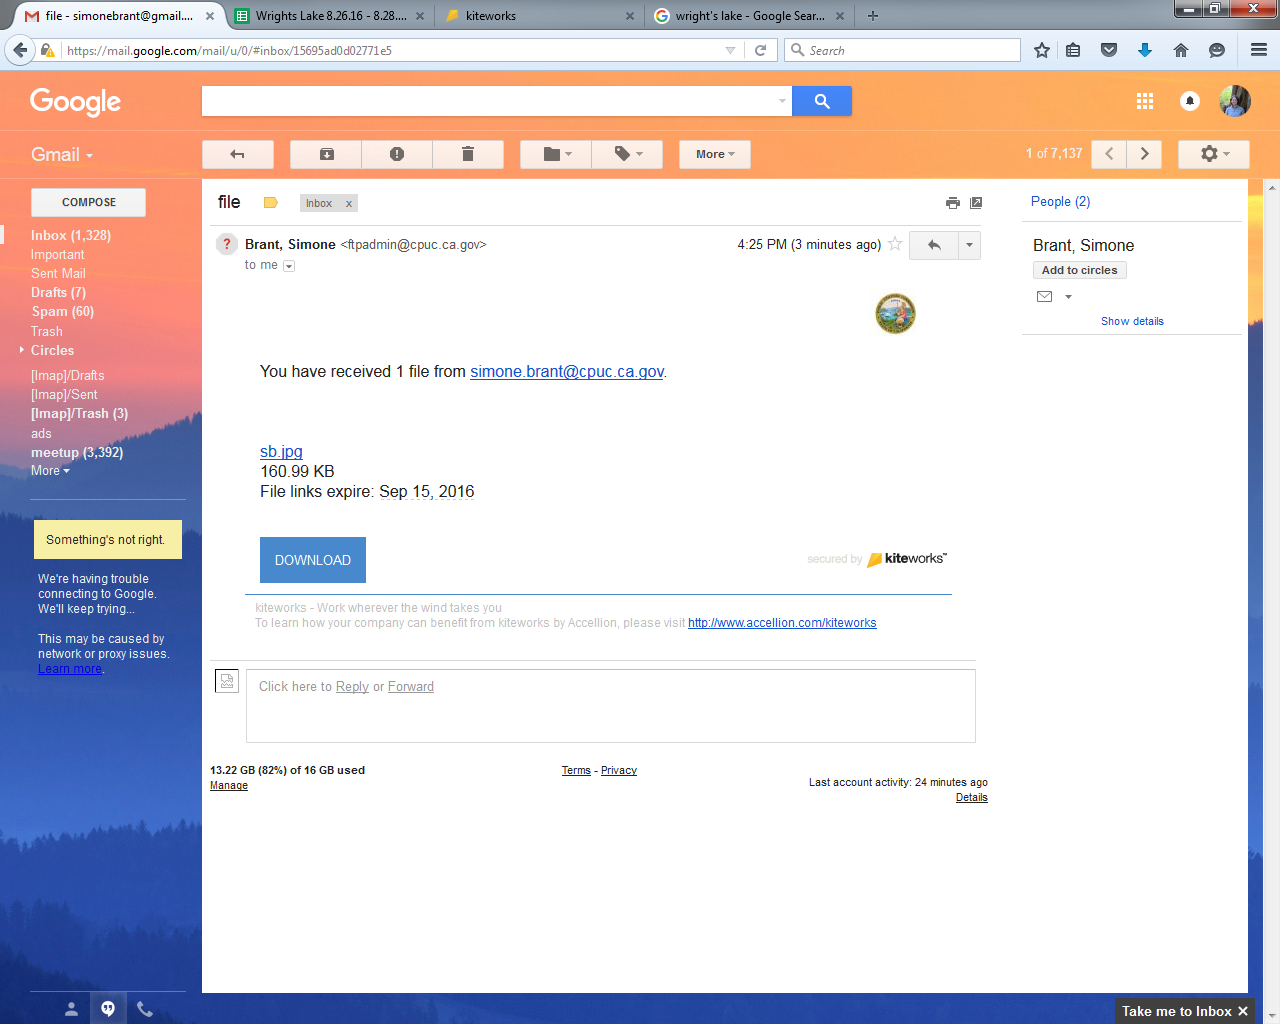 file - simonebrant@gmail....
Wrights Lake 8.26.16 - 8.28....
kiteworks
wright's lake - Google Sear...
https://mail.google.com/mail/u/0/#inbox/15695ad0d02771e5
Search
Google
Gmail
More
1 of 7,137
COMPOSE
Inbox (1,328)
Important
Sent Mail
Drafts (7)
Spam (60)
Trash
Circles
[Imap]/Drafts
[Imap]/Sent
[Imap]/Trash (3)
ads
meetup (3,392)
More
Something's not right.
We're having trouble
connecting to Google.
We'll keep trying...
This may be caused by
network or proxy issues.
Learn more.
file
Inbox x
? Brant, Simone <ftpadmin@cpuc.ca.gov>
4:25 PM (3 minutes ago)
to me
You have received 1 file from simone.brant@cpuc.ca.gov.
sb.jpg
160.99 KB
File links expire: Sep 15, 2016
DOWNLOAD
secured by kiteworks™
kiteworks - Work wherever the wind takes you
To learn how your company can benefit from kiteworks by Accellion, please visit http://www.accellion.com/kiteworks
Click here to Reply or Forward
13.22 GB (82%) of 16 GB used
Manage
Terms - Privacy
Last account activity: 24 minutes ago
Details
People (2)
Brant, Simone
Add to circles
Show details
Take me to Inbox ✕